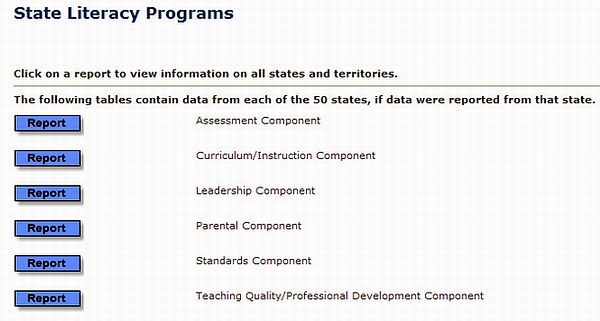 State Literacy Programs
Click on a report to view information on all states and territories.
The following tables contain data from each of the 50 states, if data were reported from that state.
Report Assessment Component
Report Curriculum/Instruction Component
Report Leadership Component
Report Parental Component
Report Standards Component
Report Teaching Quality/Professional Development Component